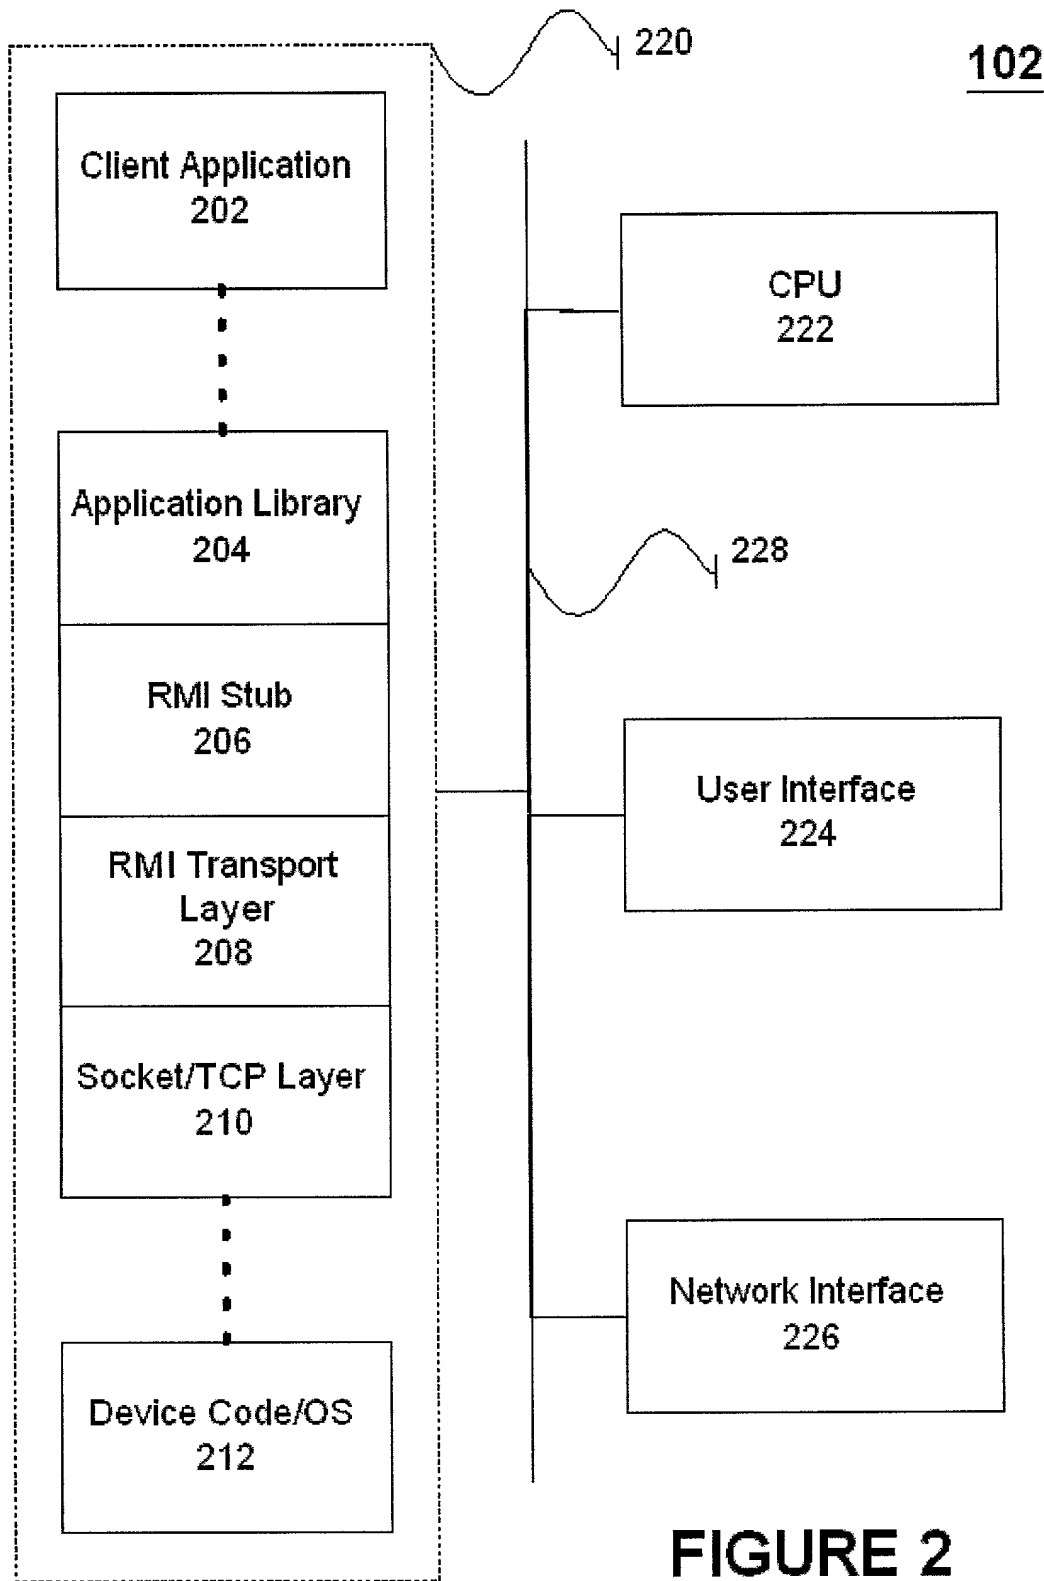 220
102
Client Application
202
CPU
222
Application Library
204
228
RMI Stub
206
User Interface
224
RMI Transport
Layer
208
Socket/TCP Layer
210
Network Interface
226
Device Code/OS
212
FIGURE 2